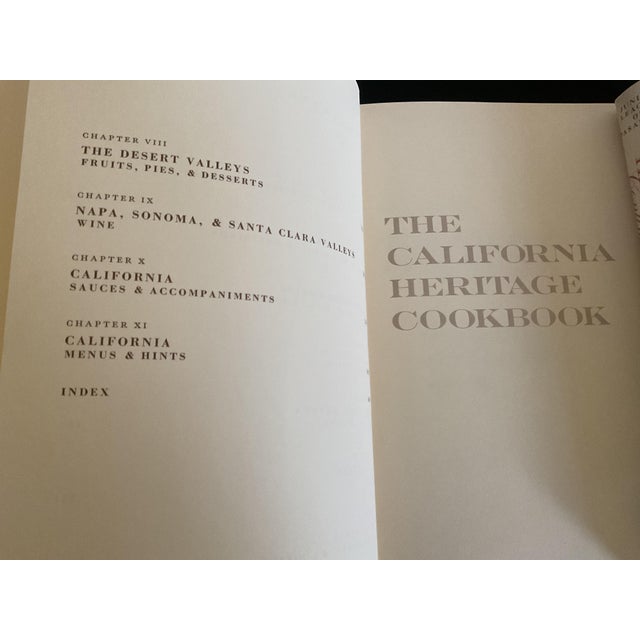 CHAPTER VIII
THE DESERT VALLEYS
FRUITS, PIES, & DESSERTS
CHAPTER IX
NAPA, SONOMA, & SANTA CLARA VALLEYS
WINE
CHAPTER X
CALIFORNIA
SAUCES & ACCOMPANIMENTS
CHAPTER XI
CALIFORNIA
MENUS & HINTS
INDEX
THE
CALIFORNIA
HERITAGE
COOKBOOK